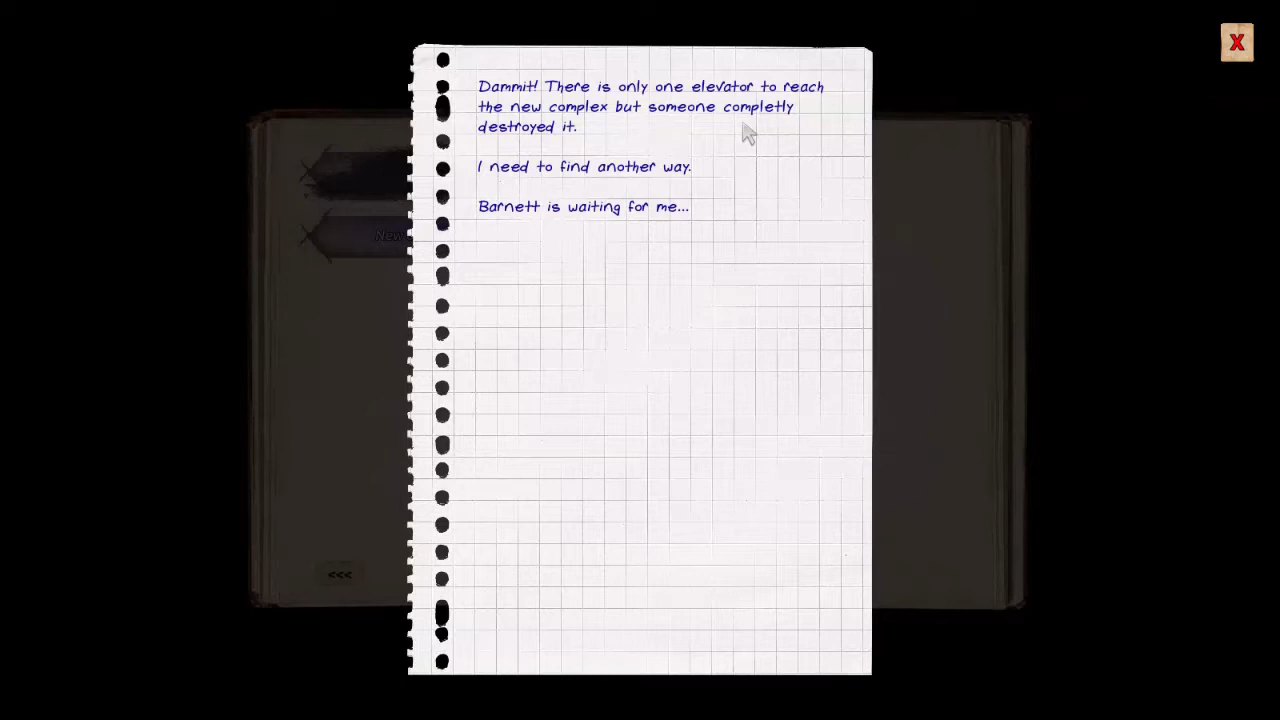 X
Dammit! There is only one elevator to reach
the new complex but someone completly
destroyed it.
I need to find another way.
Barnett is waiting for me...
New
<<<